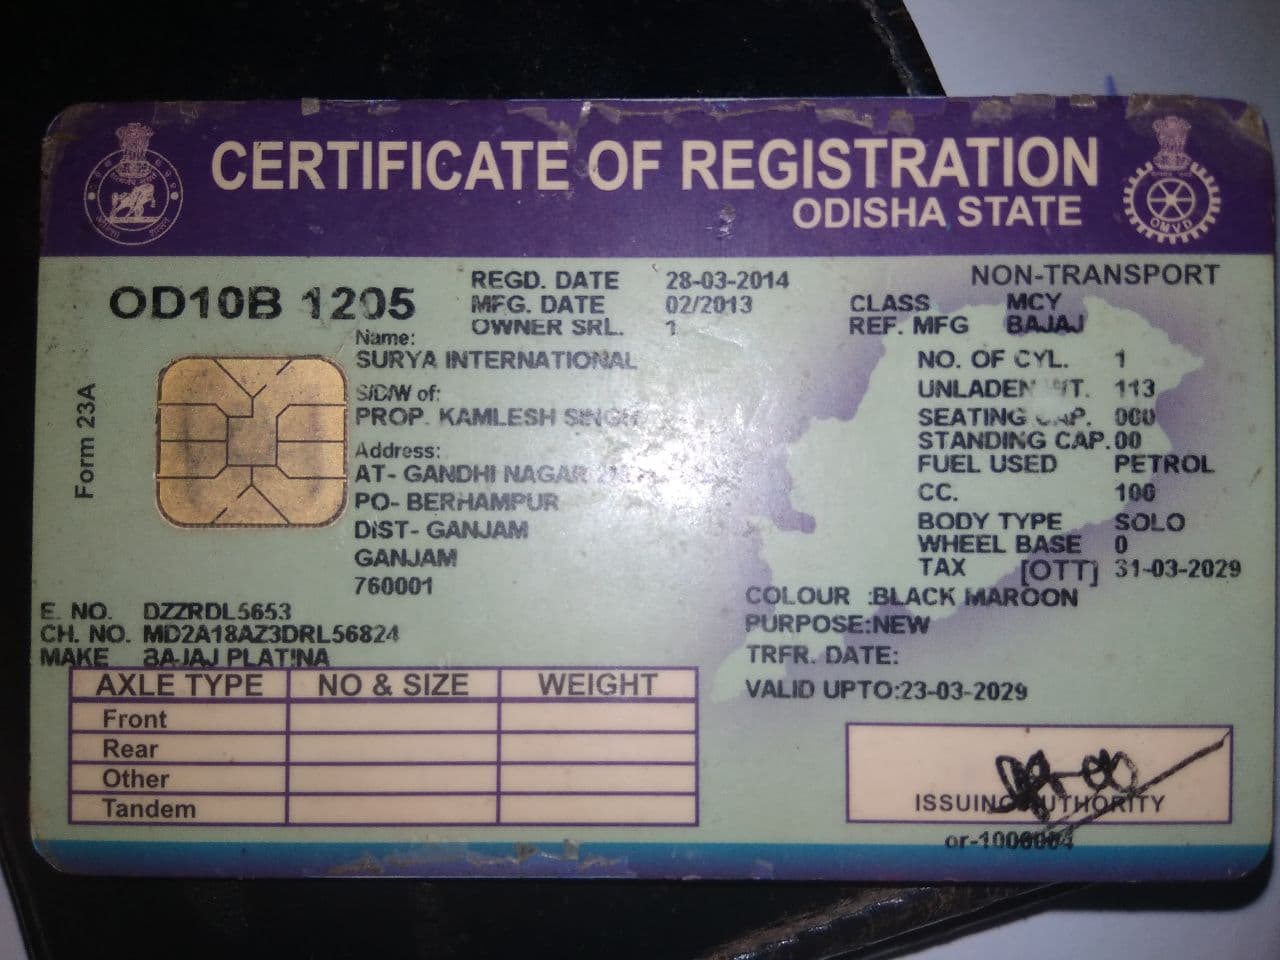 CERTIFICATE OF REGISTRATION
ODISHA STATE
OMVD
NON-TRANSPORT
OD10B 1205
REGD. DATE 28-03-2014
MFG. DATE 02/2013
OWNER SRL. 1
CLASS MCY
REF. MFG BAJAJ
Form 23A
Name:
SURYA INTERNATIONAL
S/D/W of:
PROP. KAMLESH SINGH
Address:
AT- GANDHI NAGAR
PO- BERHAMPUR
DIST- GANJAM
GANJAM
760001
NO. OF CYL. 1
UNLADEN WT. 113
SEATING CAP. 000
STANDING CAP. 00
FUEL USED PETROL
CC. 100
BODY TYPE SOLO
WHEEL BASE 0
TAX [OTT] 31-03-2029
E. NO. DZZRDL5653
CH. NO. MD2A18AZ3DRL56824
MAKE BAJAJ PLATINA
COLOUR :BLACK MAROON
PURPOSE:NEW
TRFR. DATE:
VALID UPTO:23-03-2029
AXLE TYPE NO & SIZE WEIGHT
Front
Rear
Other
Tandem
ISSUING AUTHORITY